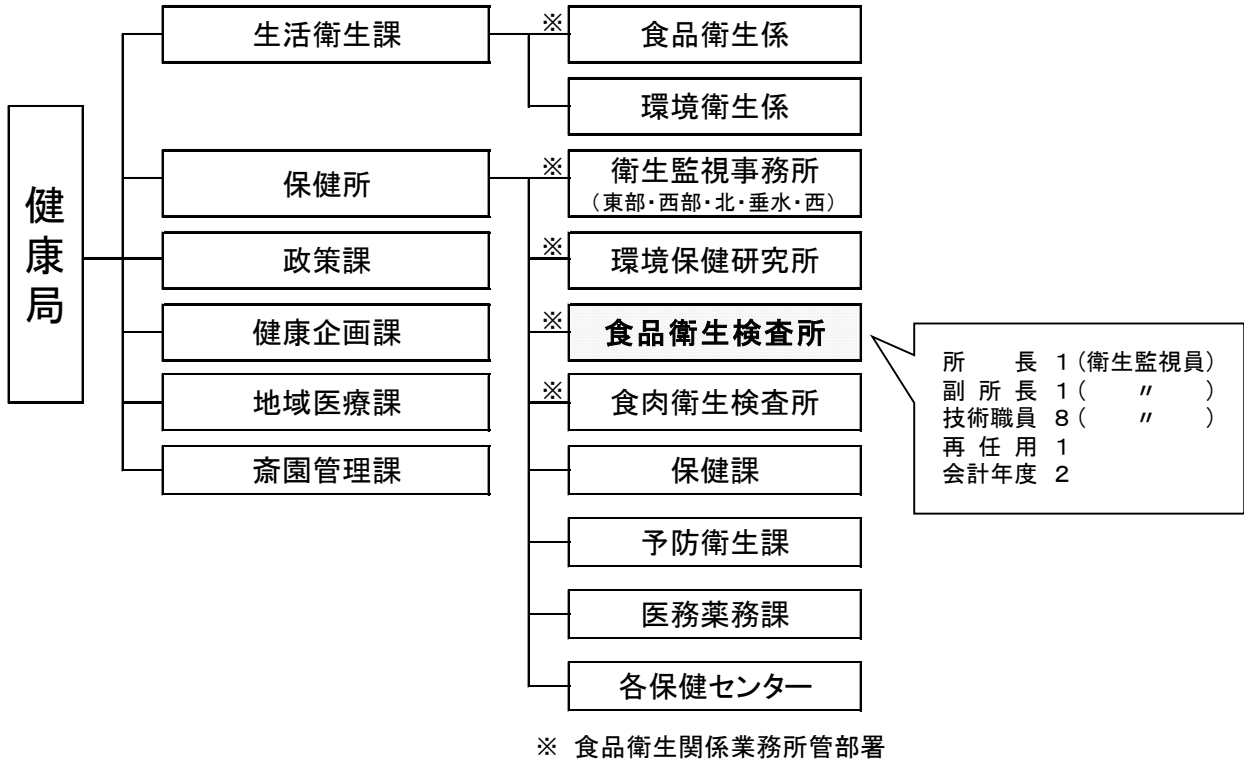 健康局
生活衛生課
保健所
政策課
健康企画課
地域医療課
斎園管理課
※ 食品衛生係
環境衛生係
※ 衛生監視事務所
（東部・西部・北・垂水・西）
※ 環境保健研究所
※ 食品衛生検査所
※ 食肉衛生検査所
保健課
予防衛生課
医務薬務課
各保健センター
所　　長 1 (衛生監視員)
副 所 長 1 (　　〃　　)
技術職員 8 (　　〃　　)
再 任 用 1
会計年度 2
※ 食品衛生関係業務所管部署